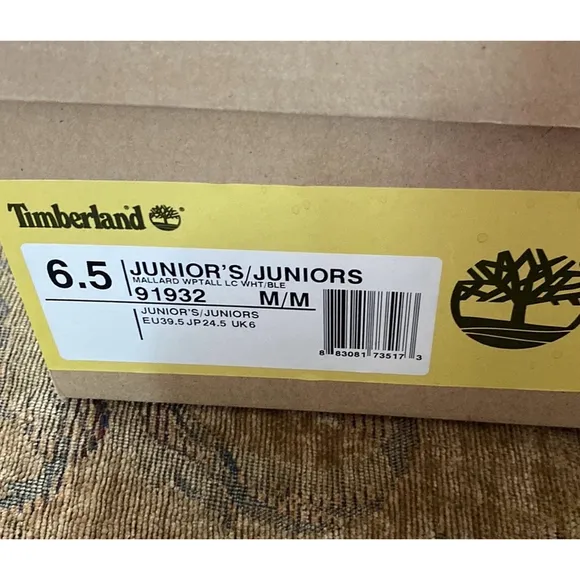 Timberland®
6.5
JUNIOR'S/JUNIORS
MALLARD WPTALL LC WHT/BLE
91932 M/M
JUNIOR'S/JUNIORS
EU39.5 JP24.5 UK6
8 83081 73517 3